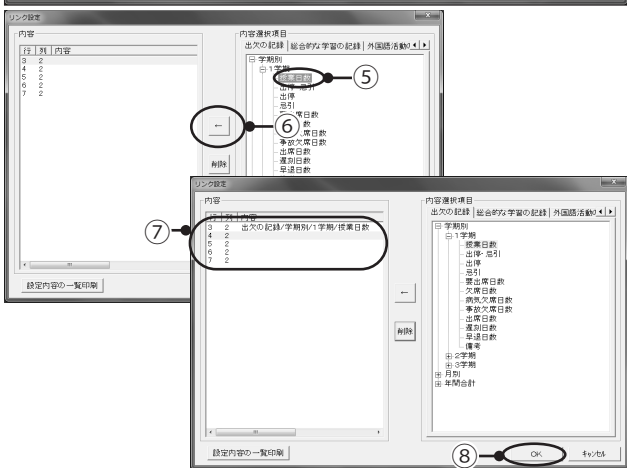 リンク設定
内容
行 列 内容
3 2
4 2
5 2
6 2
7 2
←
削除
設定内容の一覧印刷
内容選択項目
出欠の記録 総合的な学習の記録 外国語活動の
学期別
1学期
授業日数
出停・忌引
出停
忌引
席日数
数
席日数
事故欠席日数
出席日数
遅刻日数
早退日数
⑤
⑥
⑦
リンク設定
内容
行 列 内容
3 2 出欠の記録/学期別/1学期/授業日数
4 2
5 2
6 2
7 2
←
削除
設定内容の一覧印刷
内容選択項目
出欠の記録 総合的な学習の記録 外国語活動の
学期別
1学期
授業日数
出停・忌引
出停
忌引
要出席日数
欠席日数
病気欠席日数
事故欠席日数
出席日数
遅刻日数
早退日数
備考
2学期
3学期
月別
年間合計
⑧
OK
キャンセル